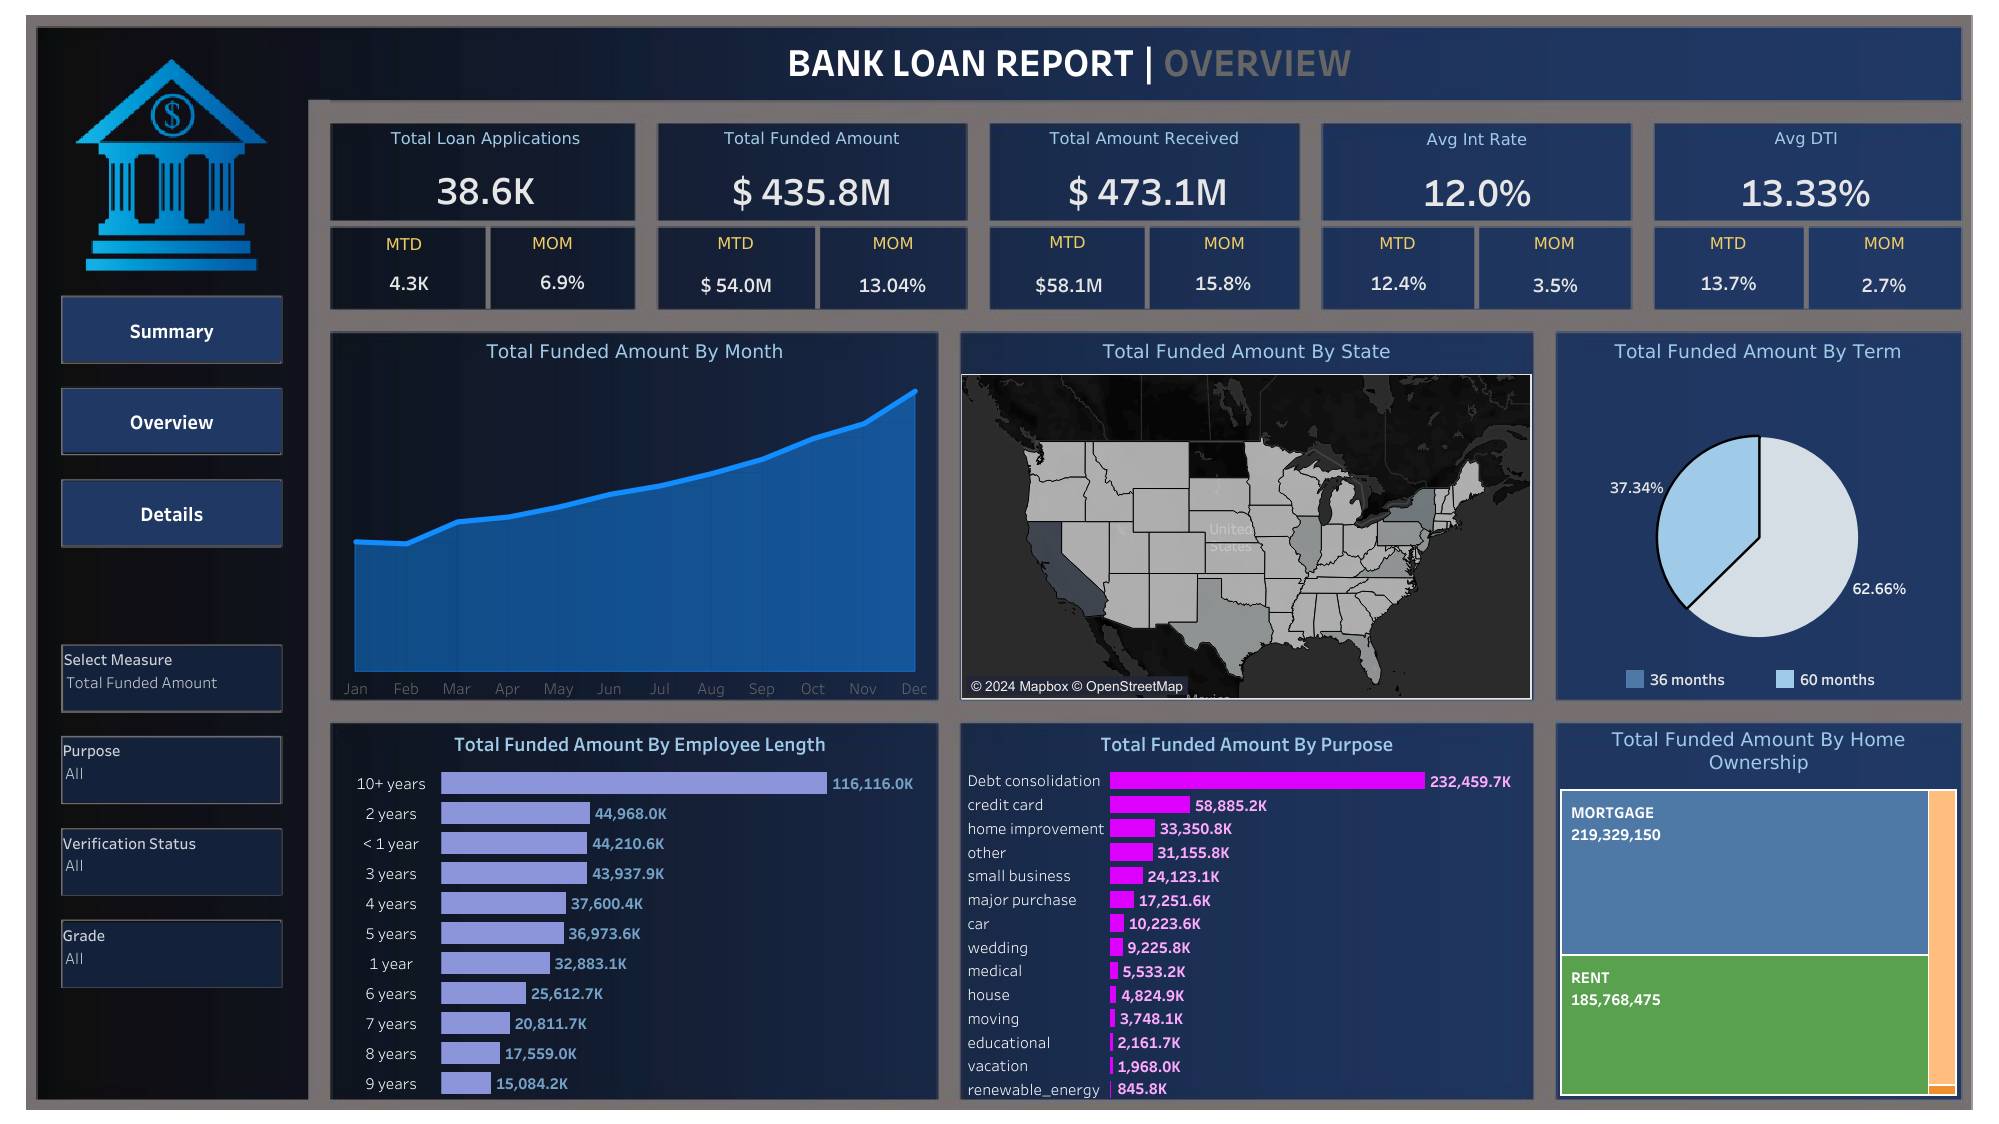 BANK LOAN REPORT | OVERVIEW
$
Summary
Overview
Details
Select Measure
Total Funded Amount
Purpose
All
Verification Status
All
Grade
All
Total Loan Applications
38.6K
MTD
MOM
4.3K
6.9%
Total Funded Amount
$ 435.8M
MTD
MOM
$ 54.0M
13.04%
Total Amount Received
$ 473.1M
MTD
MOM
$58.1M
15.8%
Avg Int Rate
12.0%
MTD
MOM
12.4%
3.5%
Avg DTI
13.33%
MTD
MOM
13.7%
2.7%
Total Funded Amount By Month
Jan Feb Mar Apr May Jun Jul Aug Sep Oct Nov Dec
Total Funded Amount By State
United
States
© 2024 Mapbox © OpenStreetMap
Mexico
Total Funded Amount By Term
37.34%
62.66%
36 months
60 months
Total Funded Amount By Employee Length
10+ years 116,116.0K
2 years 44,968.0K
< 1 year 44,210.6K
3 years 43,937.9K
4 years 37,600.4K
5 years 36,973.6K
1 year 32,883.1K
6 years 25,612.7K
7 years 20,811.7K
8 years 17,559.0K
9 years 15,084.2K
Total Funded Amount By Purpose
Debt consolidation 232,459.7K
credit card 58,885.2K
home improvement 33,350.8K
other 31,155.8K
small business 24,123.1K
major purchase 17,251.6K
car 10,223.6K
wedding 9,225.8K
medical 5,533.2K
house 4,824.9K
moving 3,748.1K
educational 2,161.7K
vacation 1,968.0K
renewable_energy 845.8K
Total Funded Amount By Home
Ownership
MORTGAGE
219,329,150
RENT
185,768,475